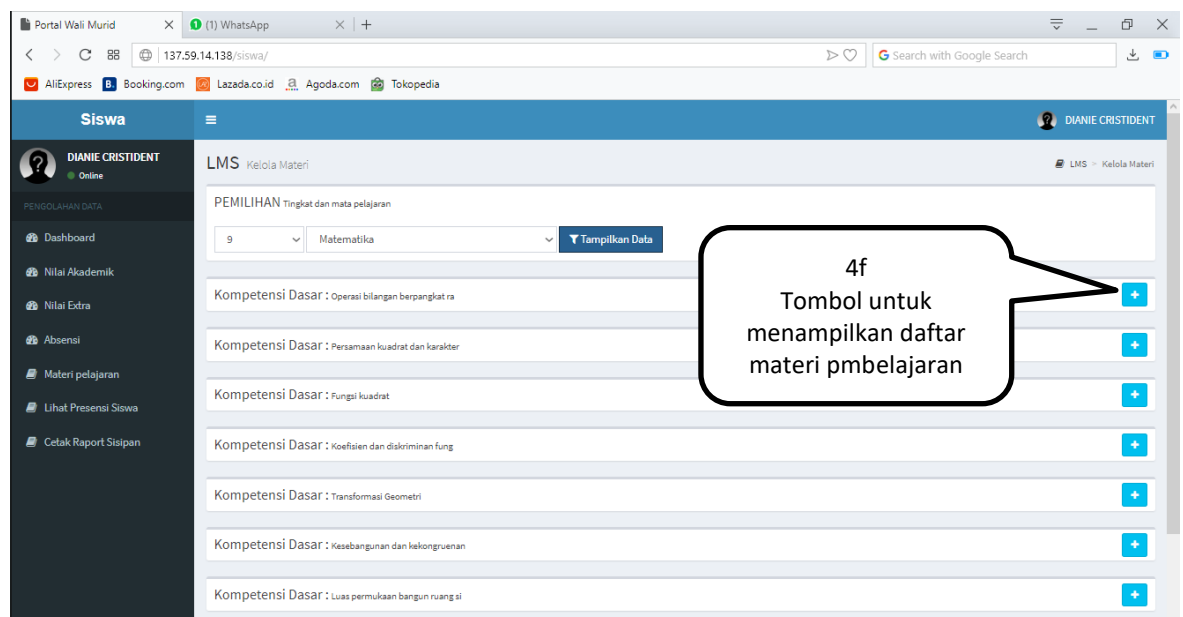 Portal Wali Murid
1 (1) WhatsApp
137.59.14.138/siswa/
G Search with Google Search
AliExpress B. Booking.com Lazada.co.id a Agoda.com Tokopedia
Siswa
DIANIE CRISTIDENT
DIANIE CRISTIDENT
Online
LMS Kelola Materi
LMS > Kelola Materi
PENGOLAHAN DATA
Dashboard
Nilai Akademik
Nilai Extra
Absensi
Materi pelajaran
Lihat Presensi Siswa
Cetak Raport Sisipan
PEMILIHAN Tingkat dan mata pelajaran
9 Matematika Tampilkan Data
4f
Tombol untuk
menampilkan daftar
materi pmbelajaran
Kompetensi Dasar : Operasi bilangan berpangkat ra
Kompetensi Dasar : Persamaan kuadrat dan karakter
Kompetensi Dasar : Fungsi kuadrat
Kompetensi Dasar : Koefisien dan diskriminan fung
Kompetensi Dasar : Transformasi Geometri
Kompetensi Dasar : Kesebangunan dan kekongruenan
Kompetensi Dasar : Luas permukaan bangun ruang si